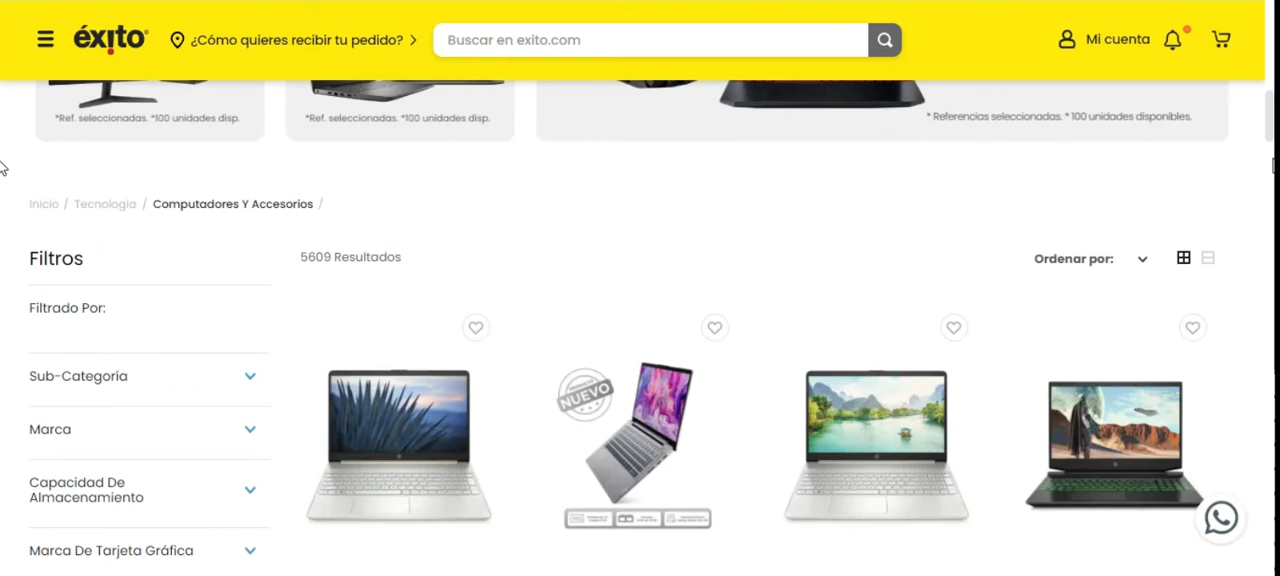 éxito
¿Cómo quieres recibir tu pedido?
Buscar en exito.com
Mi cuenta
*Ref. seleccionadas. *100 unidades disp.
*Ref. seleccionadas. *100 unidades disp.
* Referencias seleccionadas. * 100 unidades disponibles.
Inicio / Tecnología / Computadores Y Accesorios /
Filtros
5609 Resultados
Ordenar por:
Filtrado Por:
Sub-Categoría
Marca
Capacidad De
Almacenamiento
Marca De Tarjeta Gráfica
NUEVO